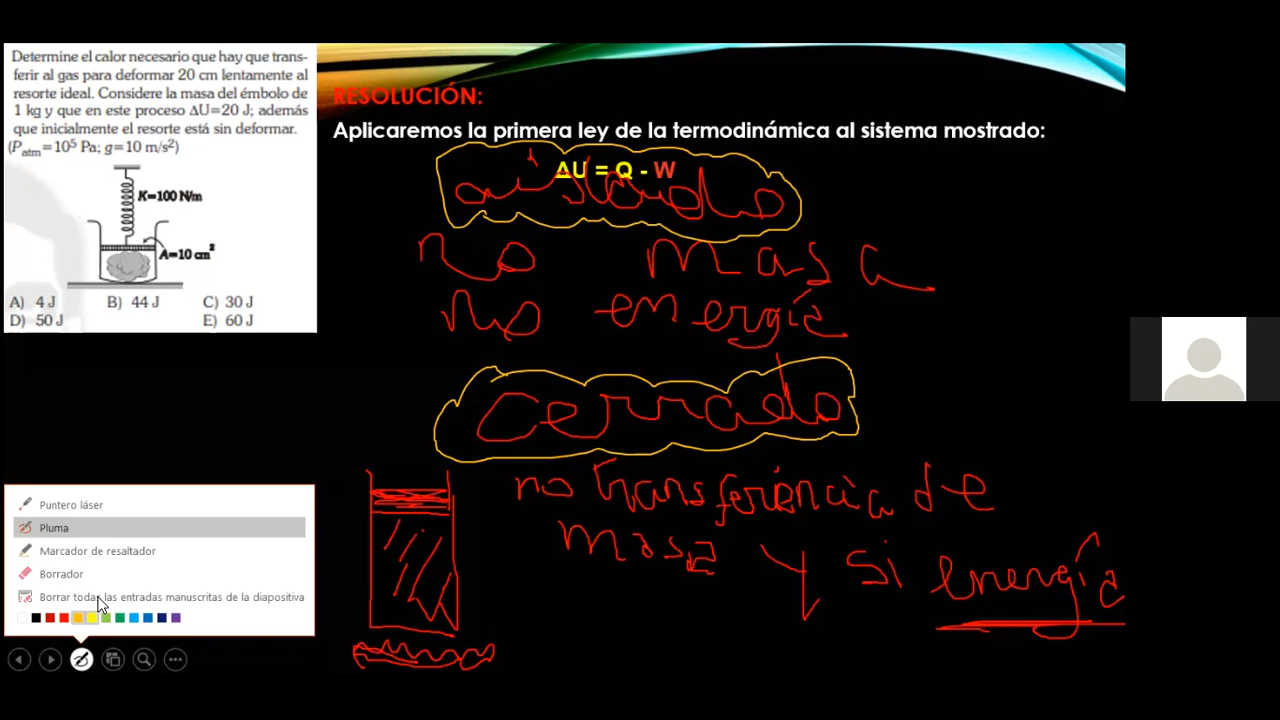 Determine el calor necesario que hay que trans-
ferir al gas para deformar 20 cm lentamente al
resorte ideal. Considere la masa del émbolo de
1 kg y que en este proceso ΔU=20 J; además
que inicialmente el resorte está sin deformar.
(Patm=10⁵ Pa; g=10 m/s²)
K=100 N/m
A=10 cm²
A) 4 J B) 44 J C) 30 J
D) 50 J E) 60 J
RESOLUCIÓN:
Aplicaremos la primera ley de la termodinámica al sistema mostrado:
ΔU = Q - W
aislado
no masa
no energía
cerrado
no transferencia de
masa y si energía
Puntero láser
Pluma
Marcador de resaltador
Borrador
Borrar todas las entradas manuscritas de la diapositiva